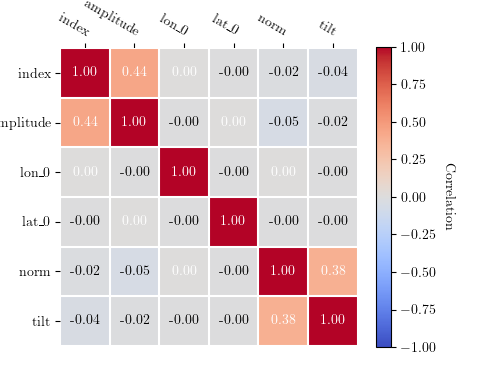 index amplitude lon_0 lat_0 norm tilt
index 1.00 0.44 0.00 -0.00 -0.02 -0.04
mplitude 0.44 1.00 -0.00 0.00 -0.05 -0.02
lon_0 0.00 -0.00 1.00 -0.00 0.00 -0.00
lat_0 -0.00 0.00 -0.00 1.00 -0.00 -0.00
norm -0.02 -0.05 0.00 -0.00 1.00 0.38
tilt -0.04 -0.02 -0.00 -0.00 0.38 1.00
1.00
0.75
0.50
0.25
0.00
−0.25
−0.50
−0.75
−1.00
Correlation